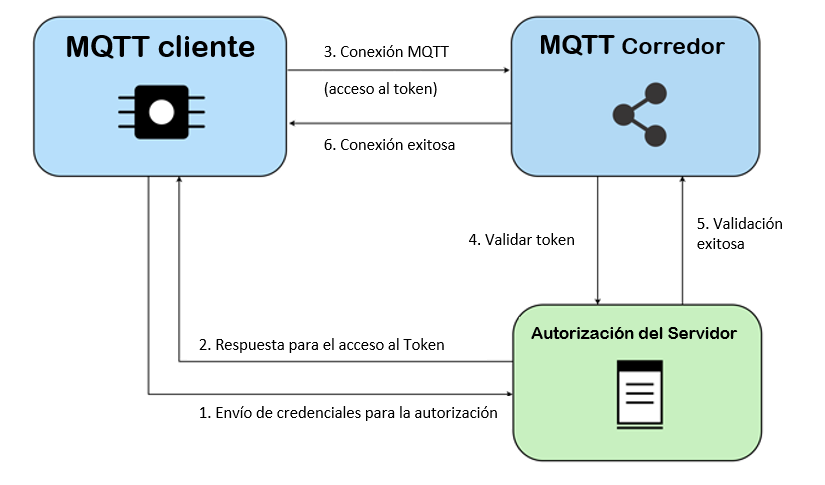 MQTT cliente
MQTT Corredor
3. Conexión MQTT
(acceso al token)
6. Conexión exitosa
4. Validar token
5. Validación
exitosa
Autorización del Servidor
2. Respuesta para el acceso al Token
1. Envío de credenciales para la autorización